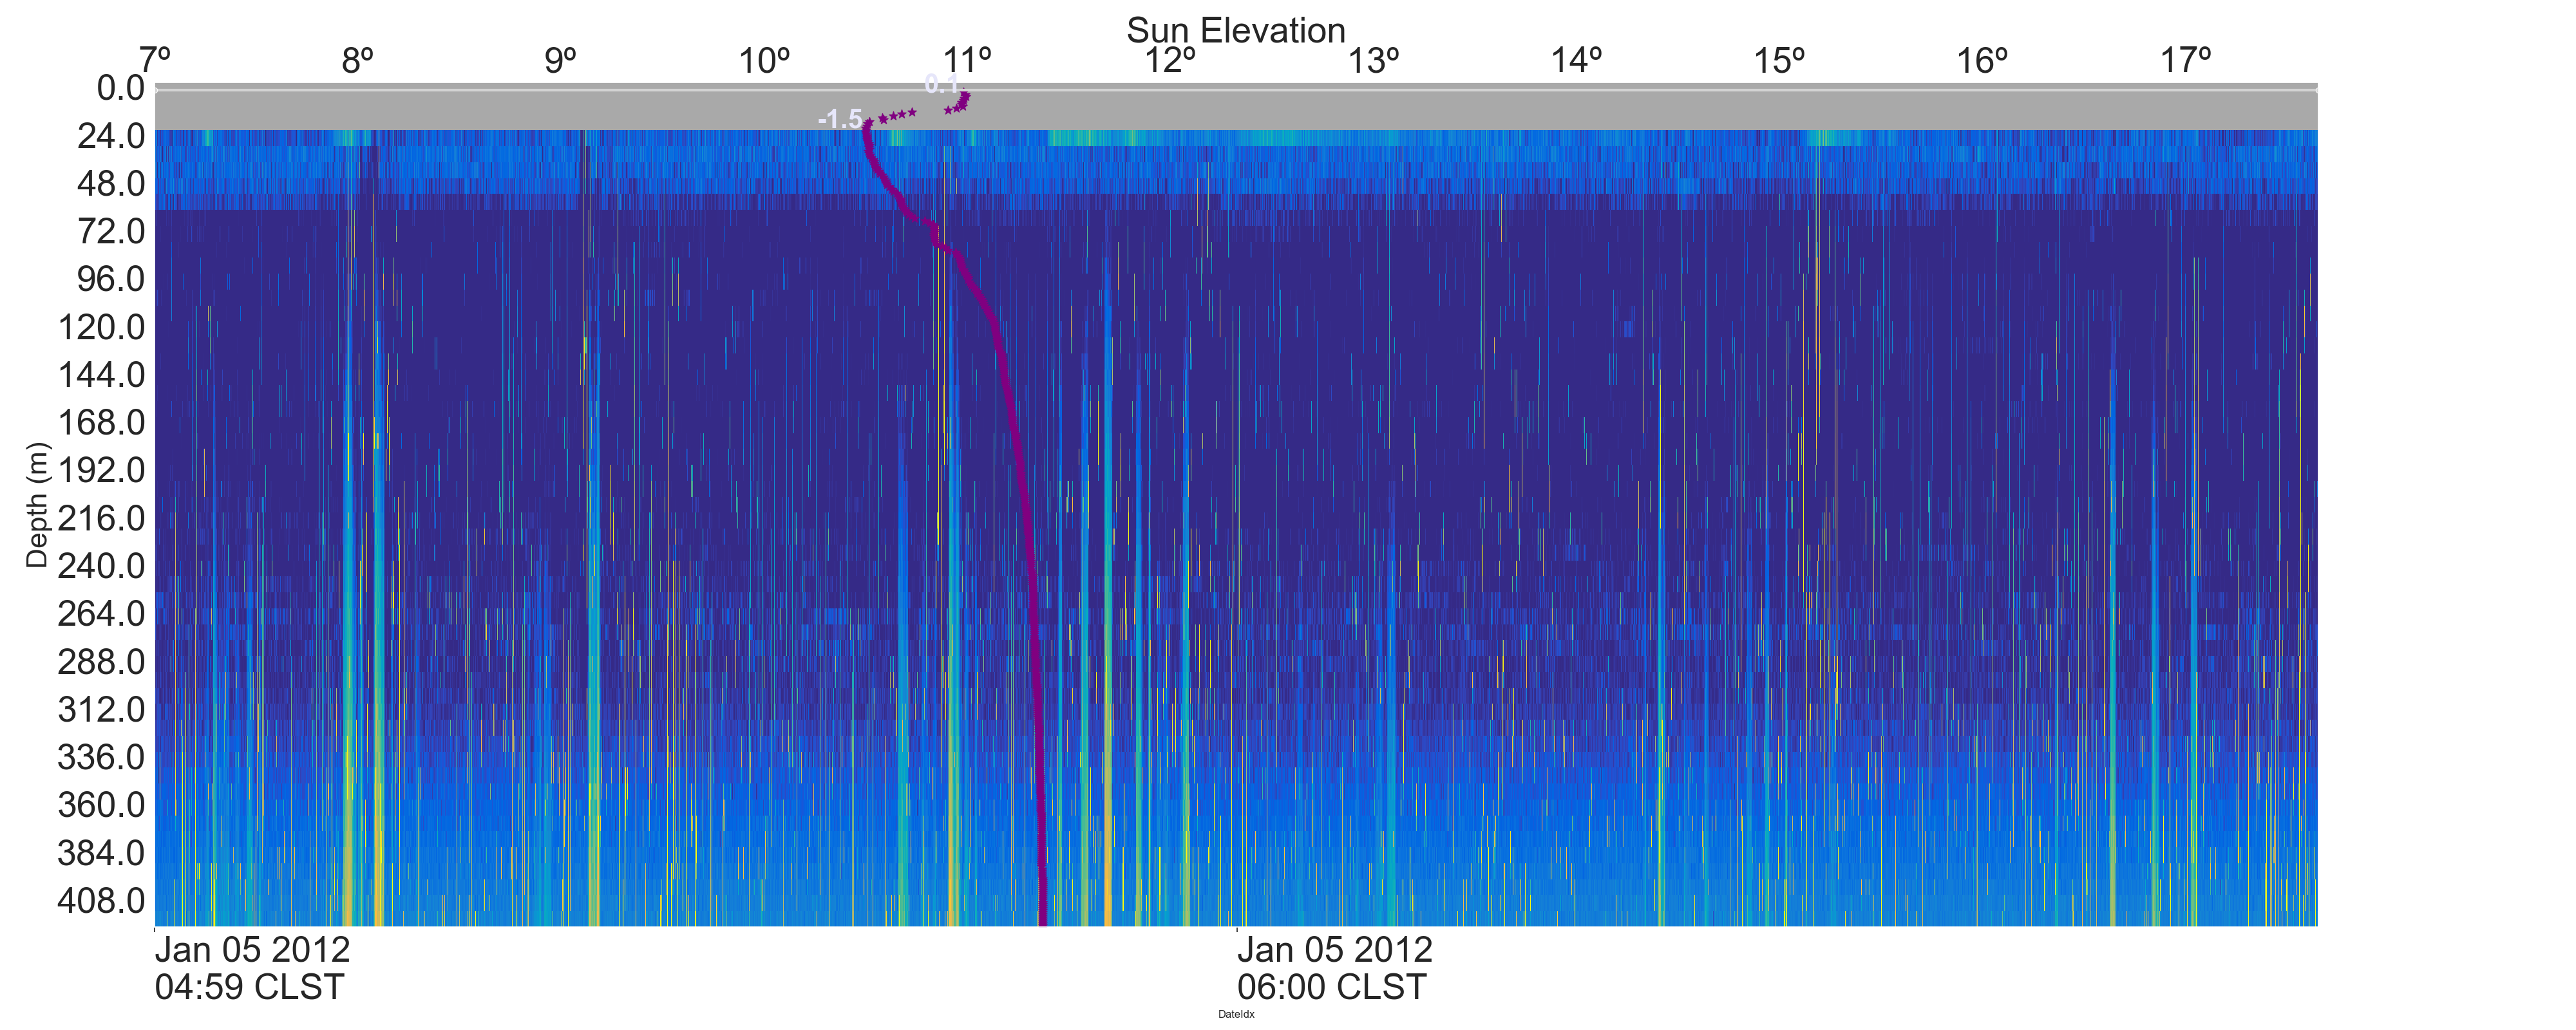 Sun Elevation
7º 8º 9º 10º 11º 12º 13º 14º 15º 16º 17º
0.1
-1.5
0.0
24.0
48.0
72.0
96.0
120.0
144.0
168.0
192.0
216.0
240.0
264.0
288.0
312.0
336.0
360.0
384.0
408.0
Depth (m)
Jan 05 2012
04:59 CLST
Jan 05 2012
06:00 CLST
DateIdx